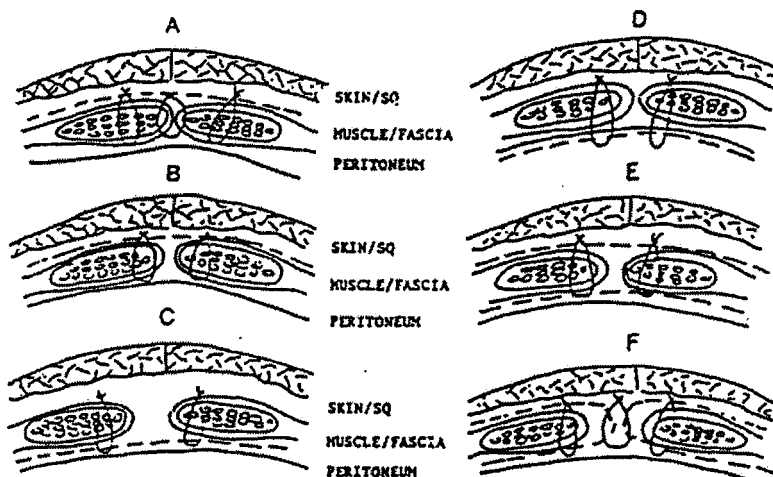 A
SKIN/SQ
MUSCLE/FASCIA
PERITONEUM
B
SKIN/SQ
MUSCLE/FASCIA
PERITONEUM
C
SKIN/SQ
MUSCLE/FASCIA
PERITONEUM
D
E
F